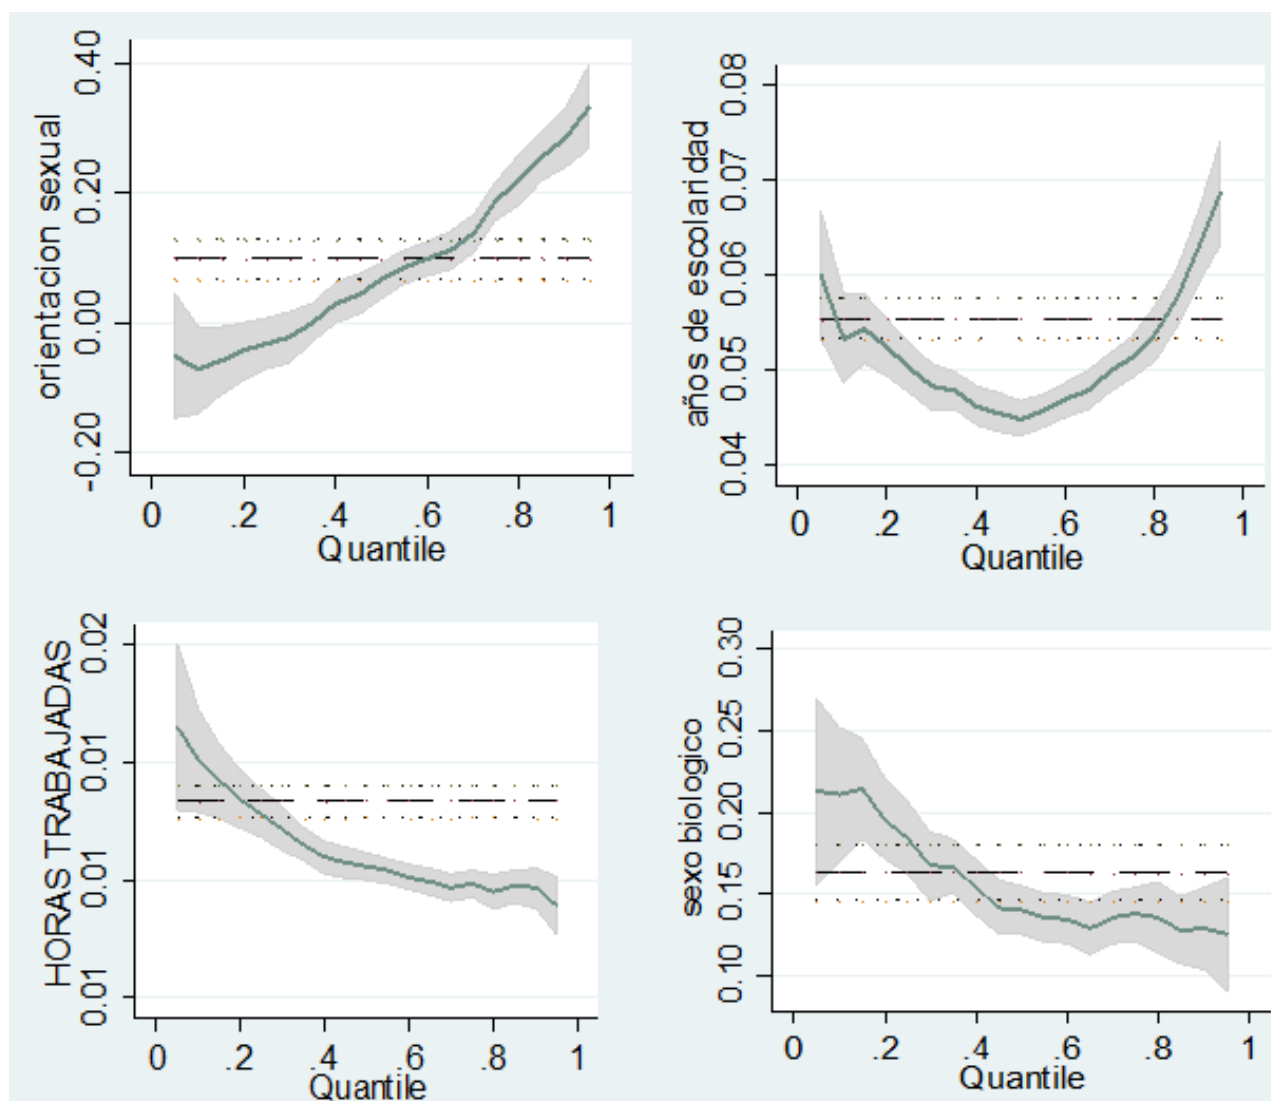 orientacion sexual
0.40
0.20
0.00
-0.20
0 .2 .4 .6 .8 1
Quantile
años de escolaridad
0.08
0.07
0.06
0.05
0.04
0 .2 .4 .6 .8 1
Quantile
HORAS TRABAJADAS
0.02
0.01
0.01
0.01
0 .2 .4 .6 .8 1
Quantile
sexo biologico
0.30
0.25
0.20
0.15
0.10
0 .2 .4 .6 .8 1
Quantile